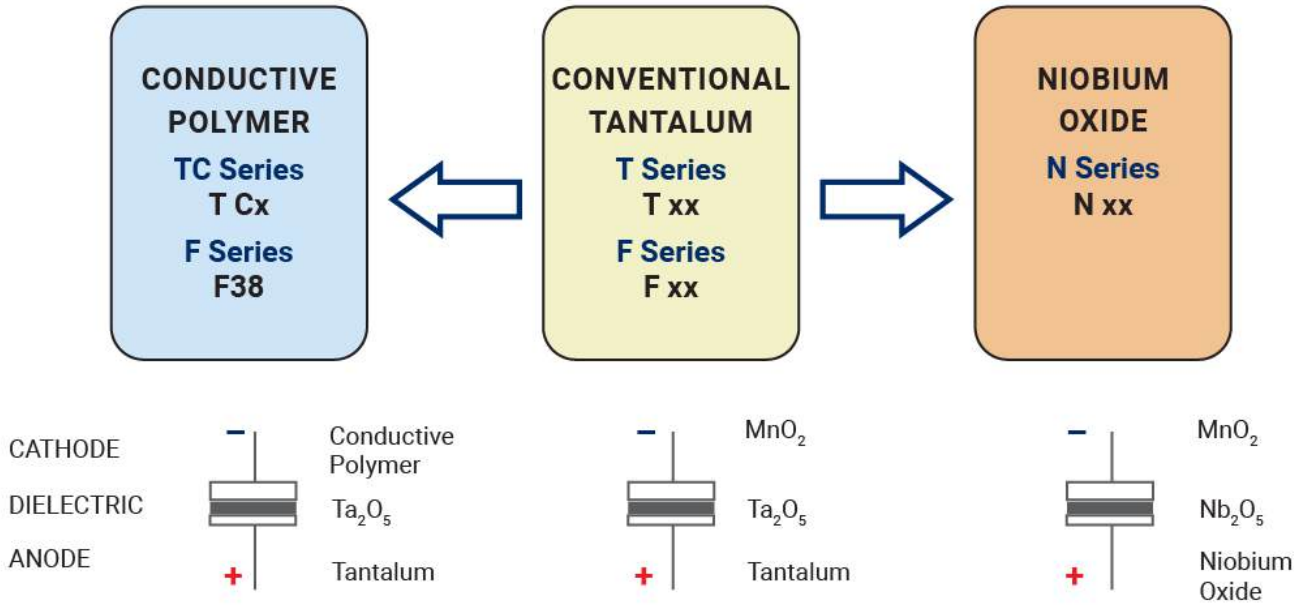 CONDUCTIVE
POLYMER
TC Series
T Cx
F Series
F38
CONVENTIONAL
TANTALUM
T Series
T xx
F Series
F xx
NIOBIUM
OXIDE
N Series
N xx
CATHODE
DIELECTRIC
ANODE
–
Conductive
Polymer
Ta₂O₅
+
Tantalum
–
MnO₂
Ta₂O₅
+
Tantalum
–
MnO₂
Nb₂O₅
+
Niobium
Oxide